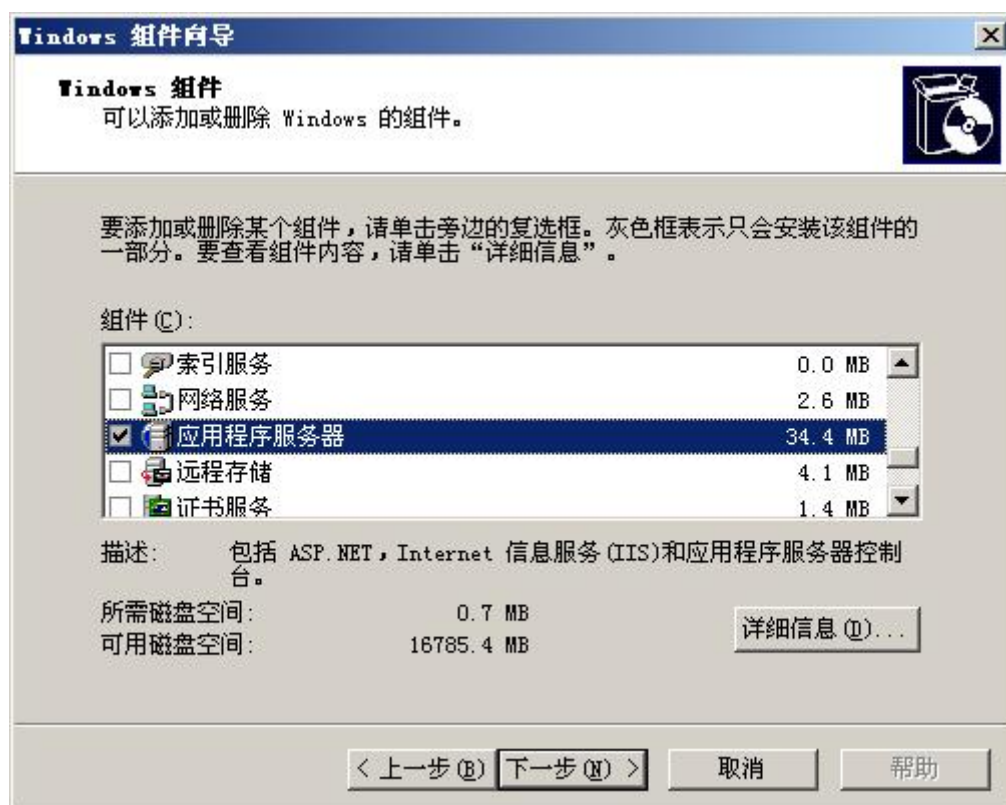 Windows 组件向导
Windows 组件
可以添加或删除 Windows 的组件。
要添加或删除某个组件，请单击旁边的复选框。灰色框表示只会安装该组件的
一部分。要查看组件内容，请单击“详细信息”。
组件(C):
索引服务 0.0 MB
网络服务 2.6 MB
应用程序服务器 34.4 MB
远程存储 4.1 MB
证书服务 1.4 MB
描述: 包括 ASP.NET，Internet 信息服务(IIS)和应用程序服务器控制
台。
所需磁盘空间: 0.7 MB
可用磁盘空间: 16785.4 MB
详细信息(D)...
< 上一步(B) 下一步(N) > 取消 帮助